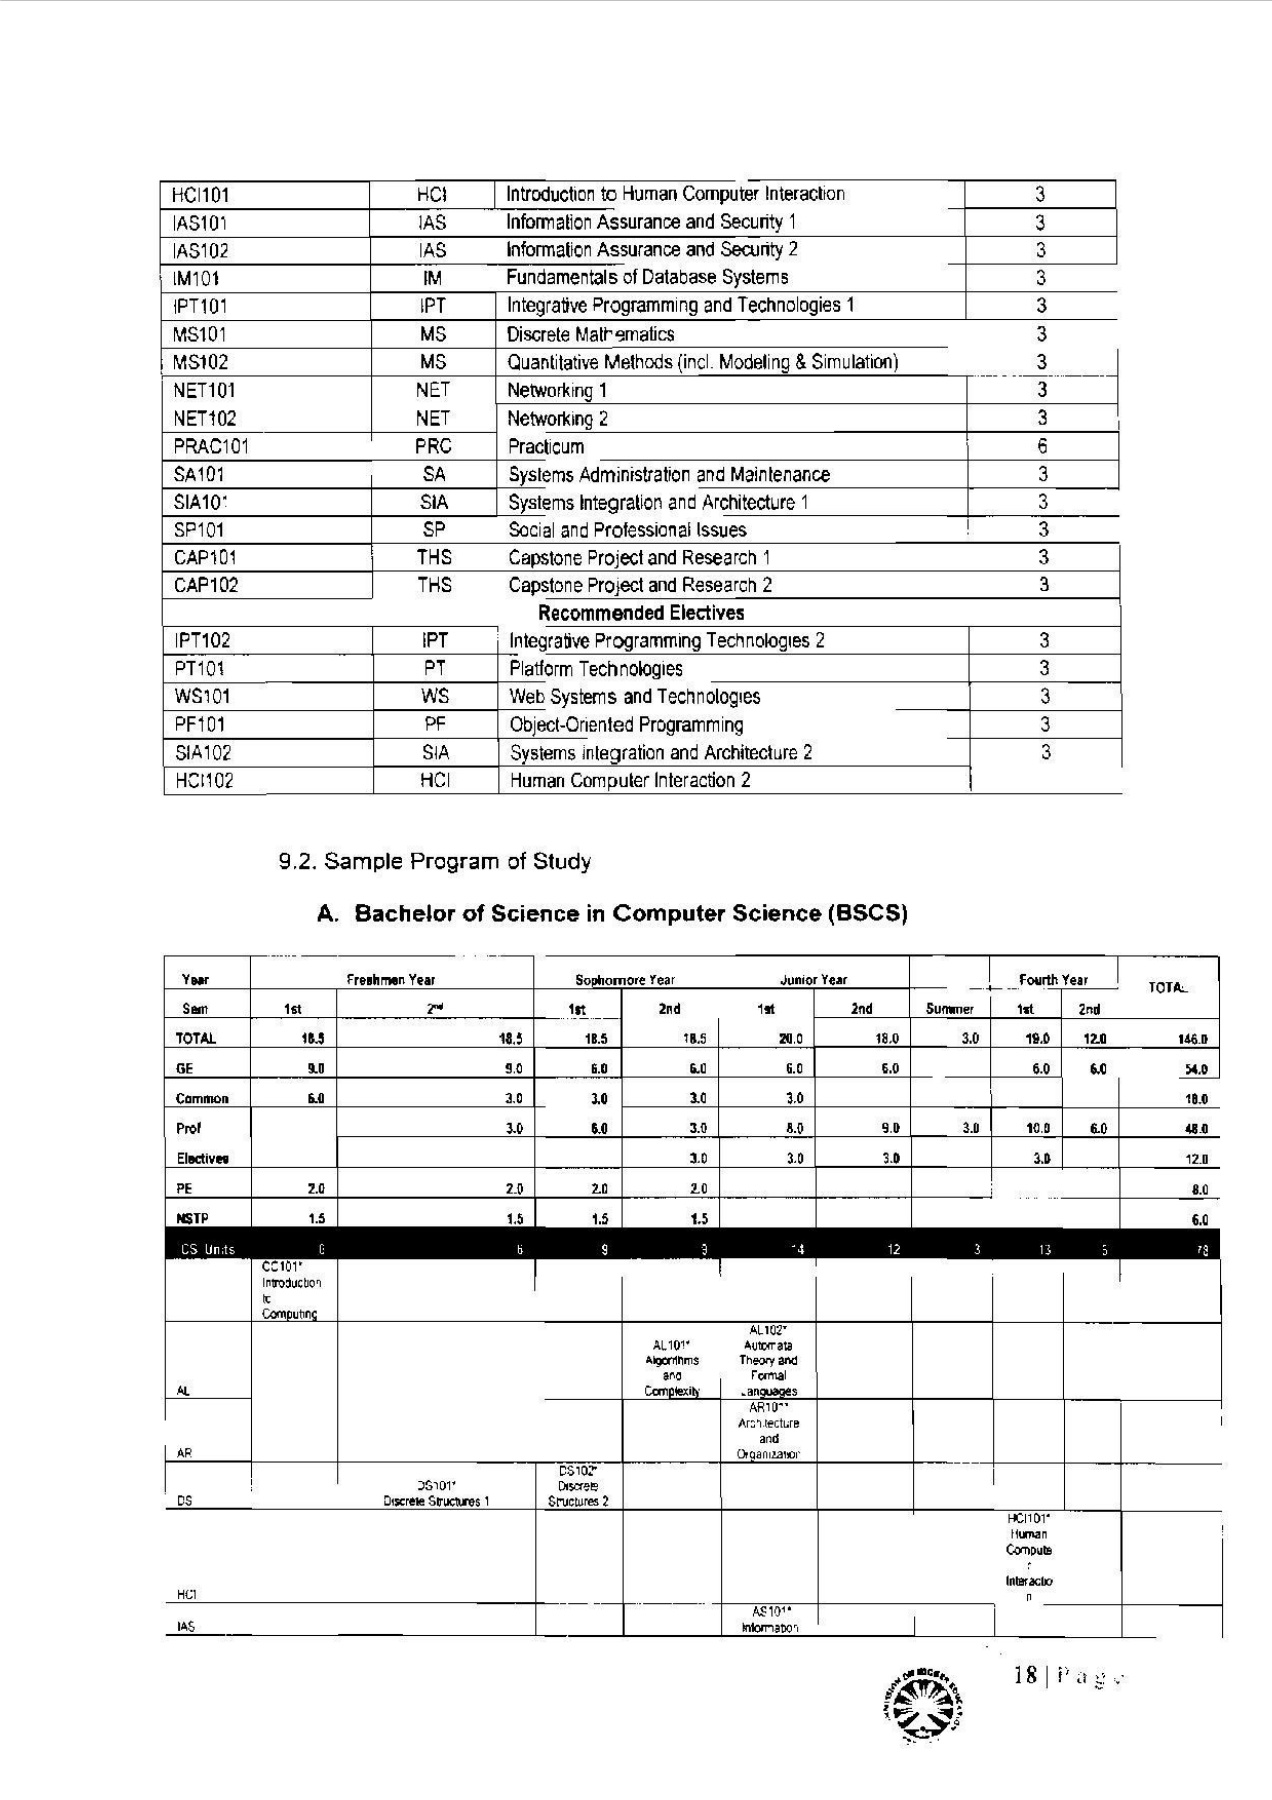 HCI101 HCI Introduction to Human Computer Interaction 3
IAS101 IAS Information Assurance and Security 1 3
IAS102 IAS Information Assurance and Security 2 3
IM101 IM Fundamentals of Database Systems 3
IPT101 IPT Integrative Programming and Technologies 1 3
MS101 MS Discrete Mathematics 3
MS102 MS Quantitative Methods (incl. Modeling & Simulation) 3
NET101 NET Networking 1 3
NET102 NET Networking 2 3
PRAC101 PRC Practicum 6
SA101 SA Systems Administration and Maintenance 3
SIA101 SIA Systems Integration and Architecture 1 3
SP101 SP Social and Professional Issues 3
CAP101 THS Capstone Project and Research 1 3
CAP102 THS Capstone Project and Research 2 3
Recommended Electives
IPT102 IPT Integrative Programming Technologies 2 3
PT101 PT Platform Technologies 3
WS101 WS Web Systems and Technologies 3
PF101 PF Object-Oriented Programming 3
SIA102 SIA Systems integration and Architecture 2 3
HCI102 HCI Human Computer Interaction 2
9.2. Sample Program of Study
A. Bachelor of Science in Computer Science (BSCS)
Year Freshmen Year Sophomore Year Junior Year Fourth Year TOTAL
Sem 1st 2nd 1st 2nd 1st 2nd Summer 1st 2nd
TOTAL 18.5 18.5 18.5 18.5 20.0 18.0 3.0 19.0 12.0 146.0
GE 9.0 9.0 6.0 6.0 6.0 6.0 6.0 6.0 54.0
Common 6.0 3.0 3.0 3.0 3.0 18.0
Prof 3.0 6.0 3.0 8.0 9.0 3.0 10.0 6.0 48.0
Electives 3.0 3.0 3.0 3.0 12.0
PE 2.0 2.0 2.0 2.0 8.0
NSTP 1.5 1.5 1.5 1.5 6.0
CS Units 6 6 9 9 14 12 3 13 6 78
CC101*
Introduction
to
Computing
AL102*
AL101* Automata
Algorithms Theory and
and Formal
AL Complexity Languages
AR101*
Architecture
and
AR Organization
DS102*
DS101* Discrete
DS Discrete Structures 1 Structures 2
HCI101*
Human
Compute
r
Interactio
HCI n
AS101*
IAS Information
18 | Page